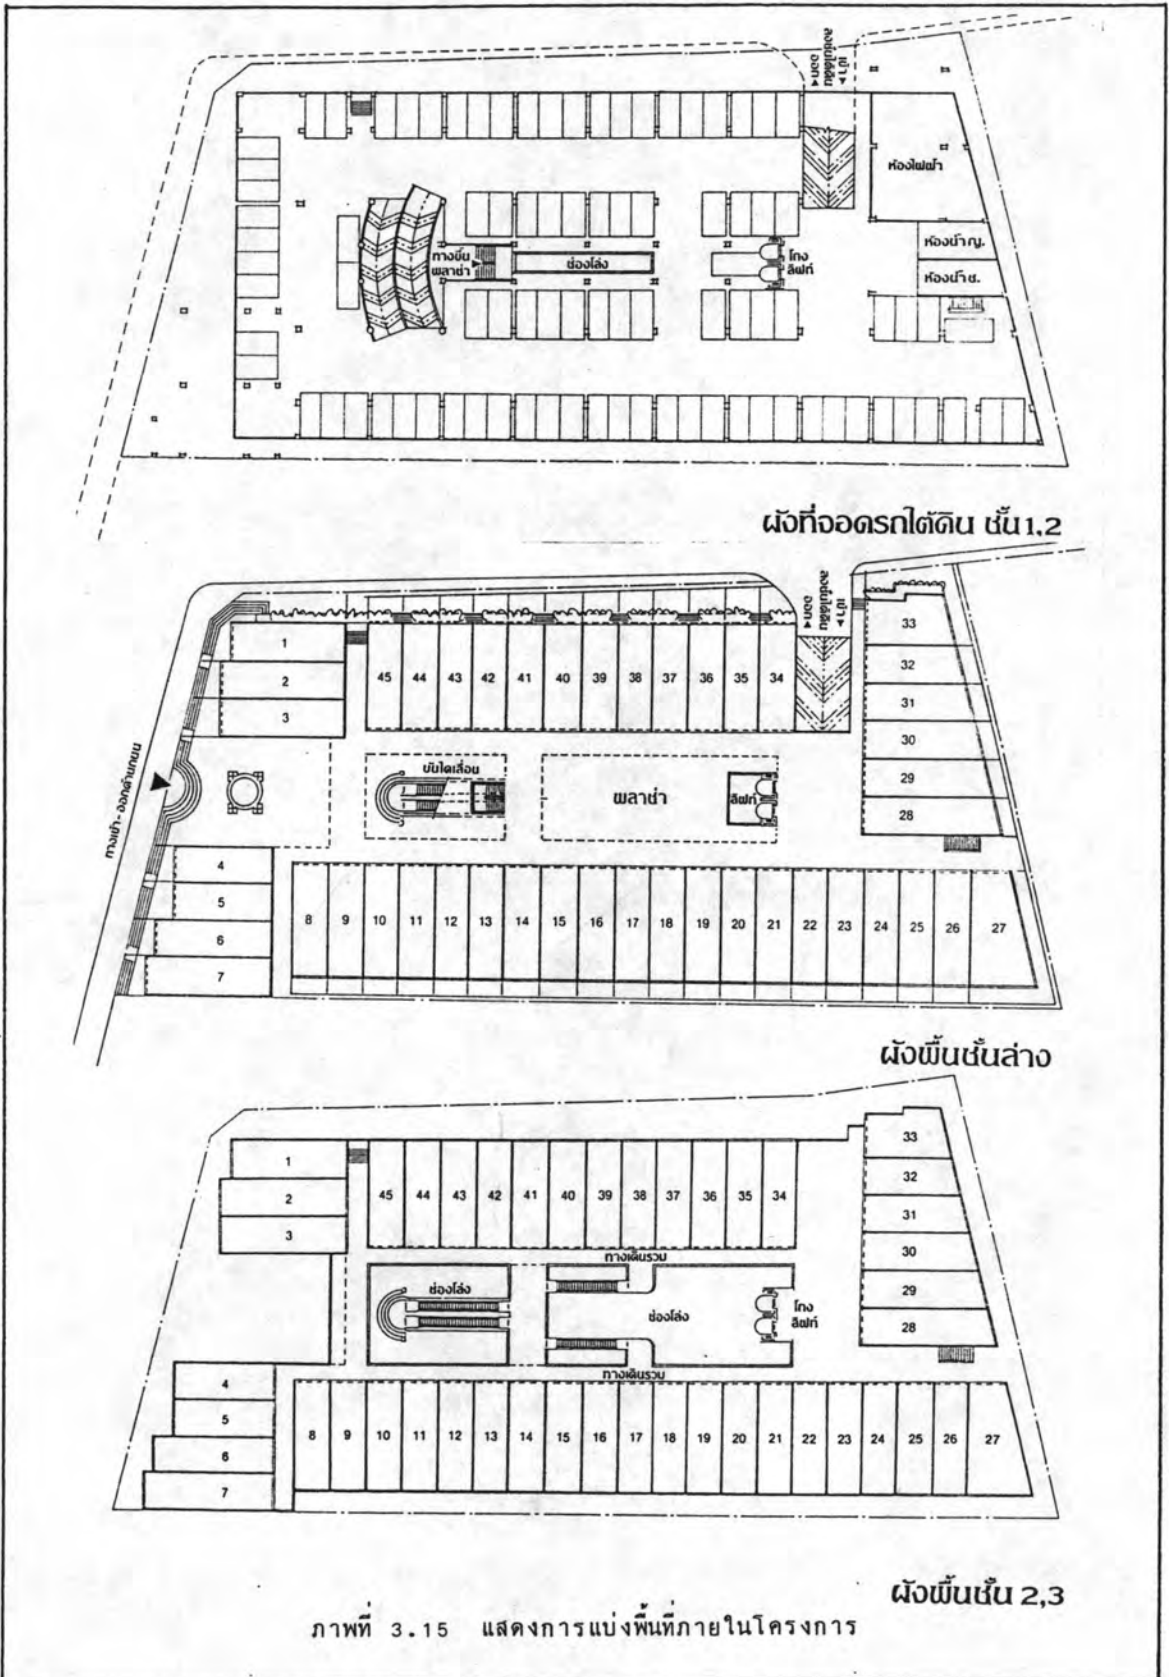 ลงชั้นใต้ดิน
ออก เข้า
ห้องไฟฟ้า
ห้องน้ำ ญ.
ห้องน้ำ ช.
ทางขึ้น
พลาซ่า
ช่องโล่ง
โถง
ลิฟท์
ผังที่จอดรถใต้ดิน ชั้น 1,2
ลงชั้นใต้ดิน
ออก เข้า
1
2
3
45 44 43 42 41 40 39 38 37 36 35 34
33
32
31
30
29
28
ทางเข้า-ออกด้านถนน
บันไดเลื่อน
พลาซ่า
ลิฟท์
4
5
6
7
8 9 10 11 12 13 14 15 16 17 18 19 20 21 22 23 24 25 26 27
ผังพื้นชั้นล่าง
1
2
3
45 44 43 42 41 40 39 38 37 36 35 34
33
32
31
30
29
28
ทางเดินรวม
ช่องโล่ง
ช่องโล่ง
โถง
ลิฟท์
ทางเดินรวม
4
5
6
7
8 9 10 11 12 13 14 15 16 17 18 19 20 21 22 23 24 25 26 27
ผังพื้นชั้น 2,3
ภาพที่ 3.15 แสดงการแบ่งพื้นที่ภายในโครงการ